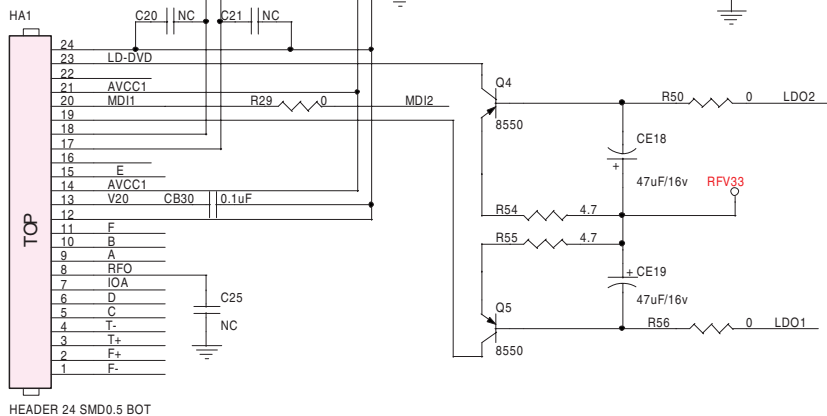 HA1
C20 NC C21 NC
24
23 LD-DVD
22
21 AVCC1
20 MDI1 R29 0 MDI2
19
18
17
16
15 E
14 AVCC1
13 V20 CB30 0.1uF
12
11 F
10 B
9 A
8 RFO
7 IOA
6 D
5 C
4 T-
3 T+
2 F+
1 F-
TOP
C25
NC
HEADER 24 SMD0.5 BOT
Q4
8550
R50 0 LDO2
CE18
+
47uF/16v
RFV33
R54 4.7
R55 4.7
+ CE19
47uF/16v
Q5
8550
R56 0 LDO1